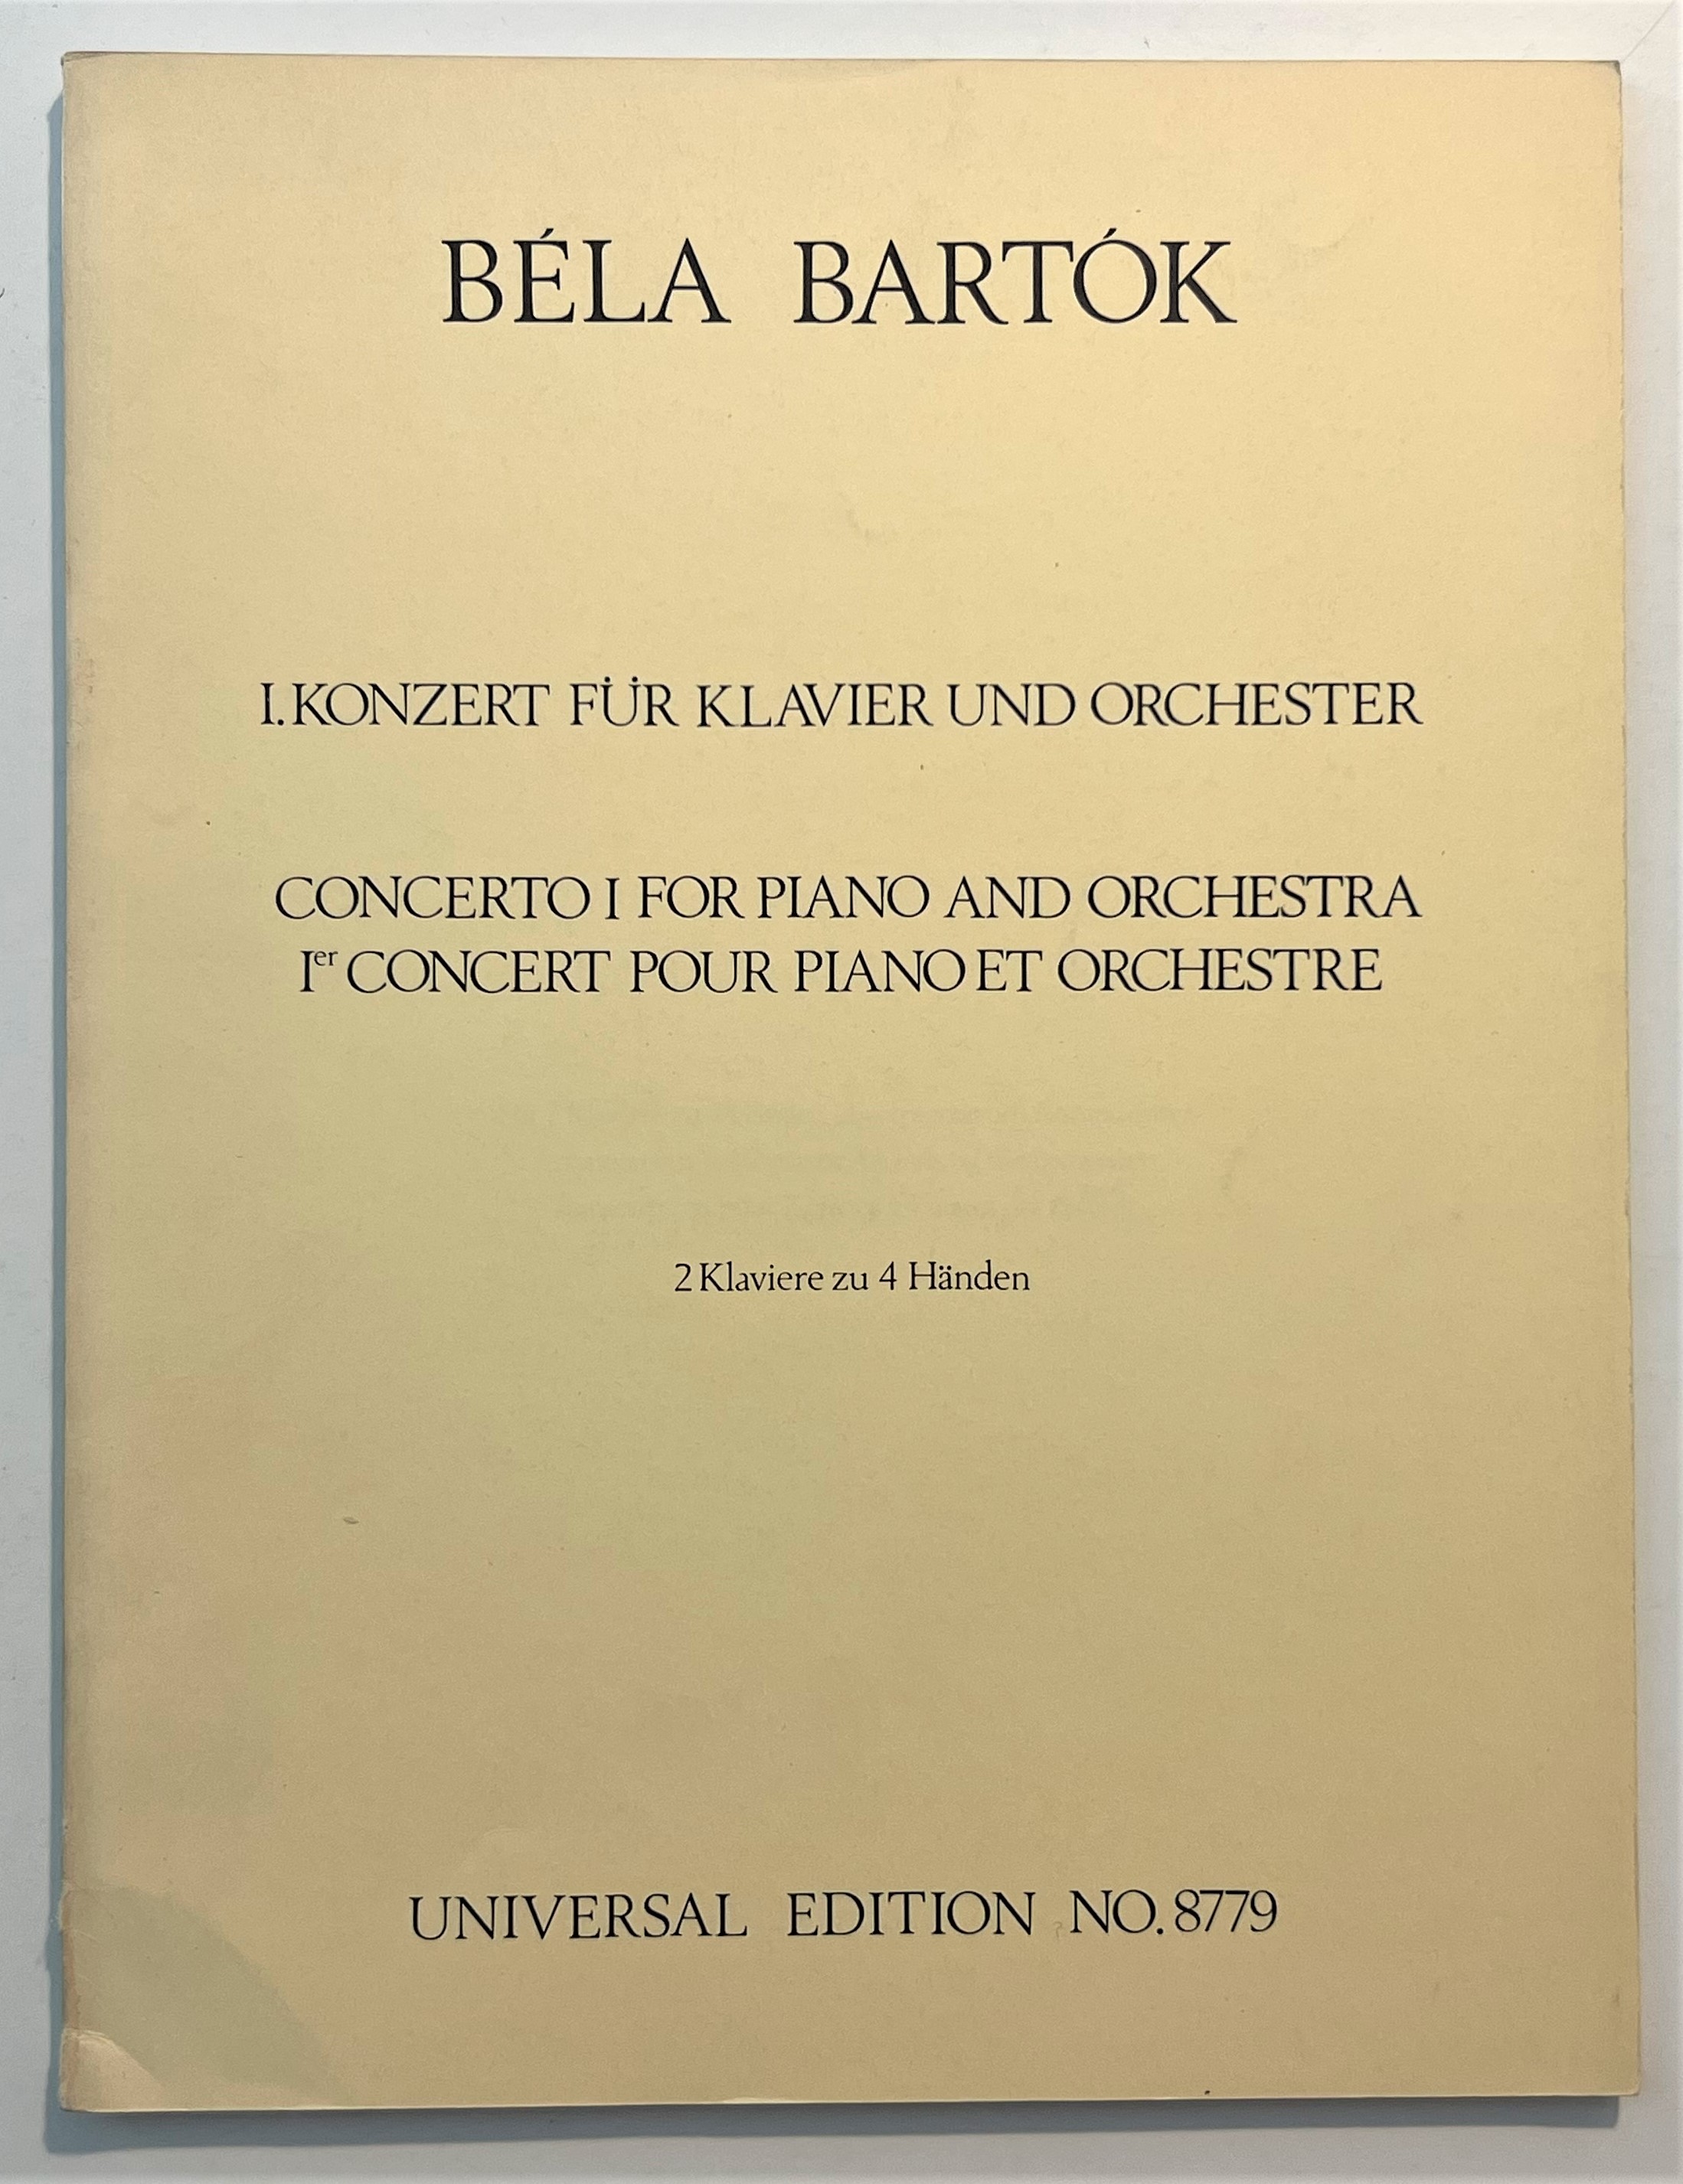 BÉLA BARTÓK
I. KONZERT FÜR KLAVIER UND ORCHESTER
CONCERTO I FOR PIANO AND ORCHESTRA
Ier CONCERT POUR PIANO ET ORCHESTRE
2 Klaviere zu 4 Händen
UNIVERSAL EDITION NO. 8779